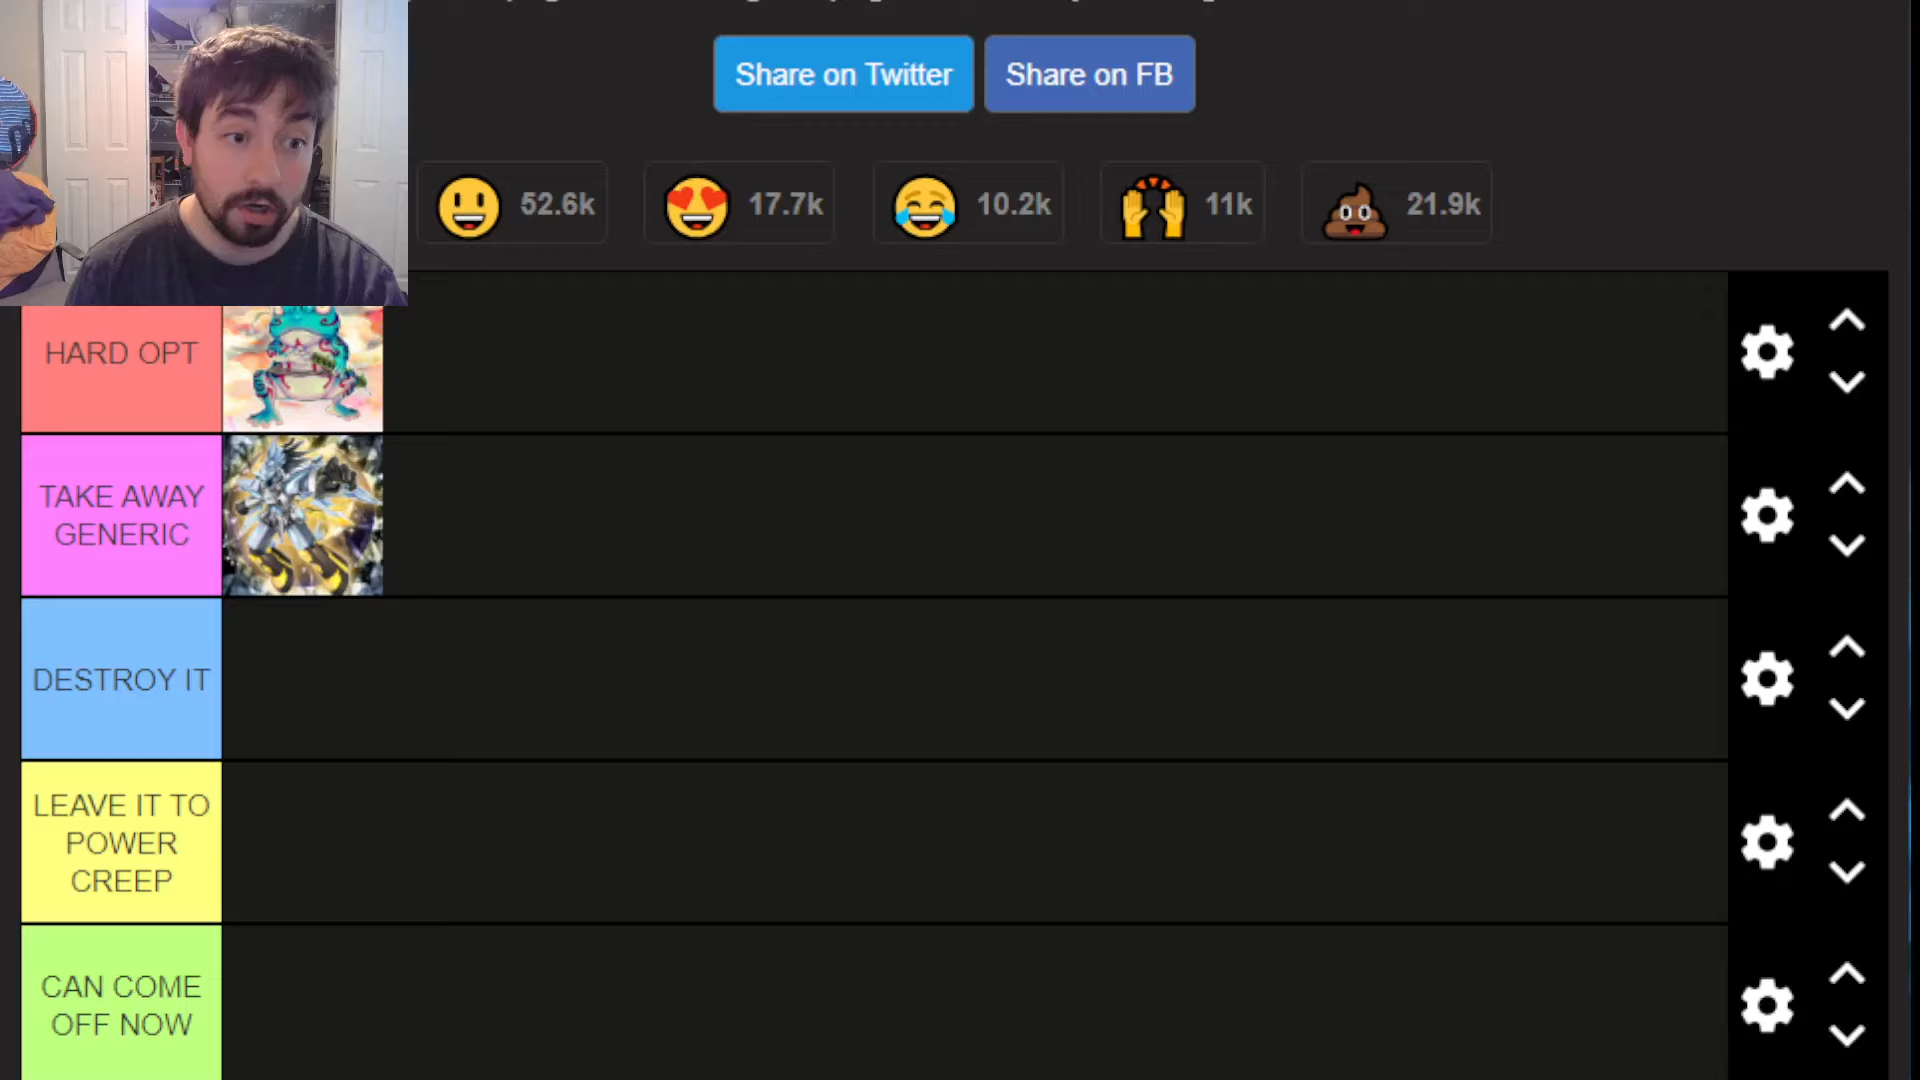 Share on Twitter
Share on FB
52.6k
17.7k
10.2k
11k
21.9k
HARD OPT
TAKE AWAY
GENERIC
DESTROY IT
LEAVE IT TO
POWER
CREEP
CAN COME
OFF NOW